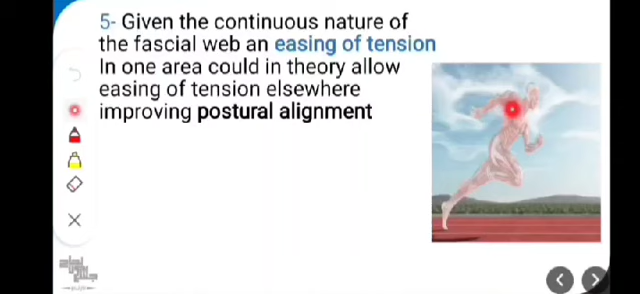 5- Given the continuous nature of
the fascial web an easing of tension
In one area could in theory allow
easing of tension elsewhere
improving postural alignment